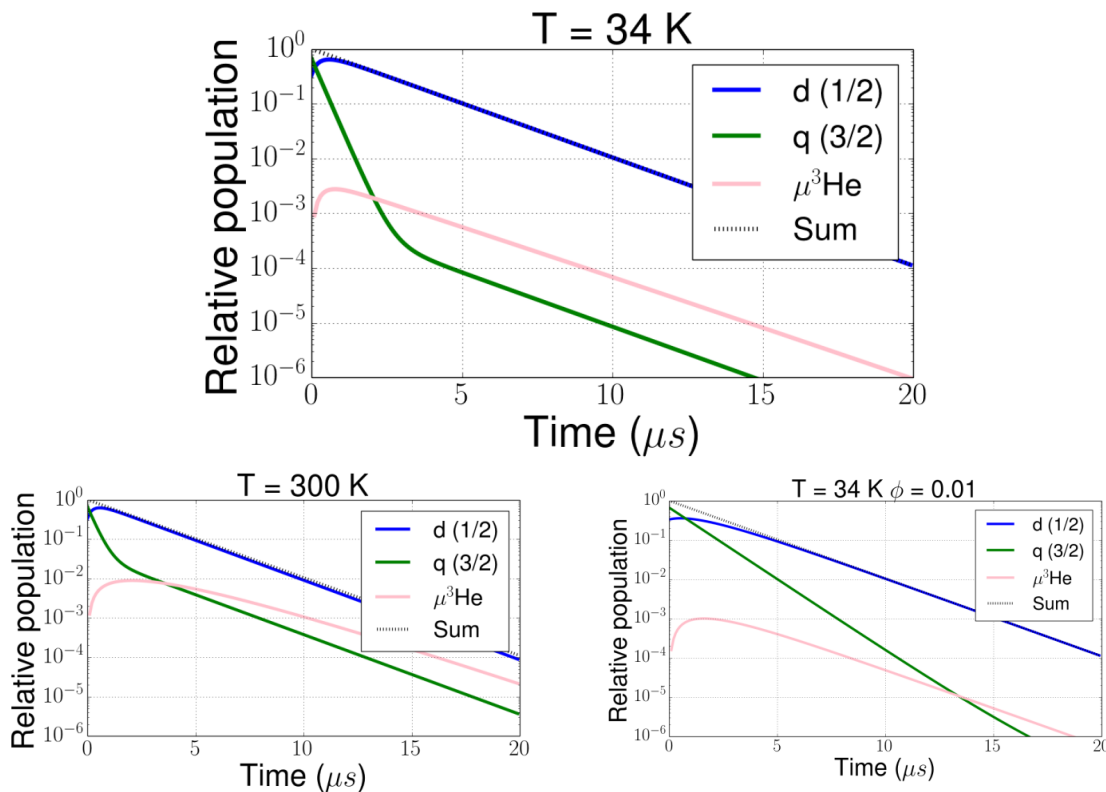 T = 34 K
Relative population
10^0
10^-1
10^-2
10^-3
10^-4
10^-5
10^-6
d (1/2)
q (3/2)
μ³He
Sum
0 5 10 15 20
Time (μs)
T = 300 K
Relative population
10^0
10^-1
10^-2
10^-3
10^-4
10^-5
10^-6
d (1/2)
q (3/2)
μ³He
Sum
0 5 10 15 20
Time (μs)
T = 34 K ϕ = 0.01
Relative population
10^0
10^-1
10^-2
10^-3
10^-4
10^-5
10^-6
d (1/2)
q (3/2)
μ³He
Sum
0 5 10 15 20
Time (μs)